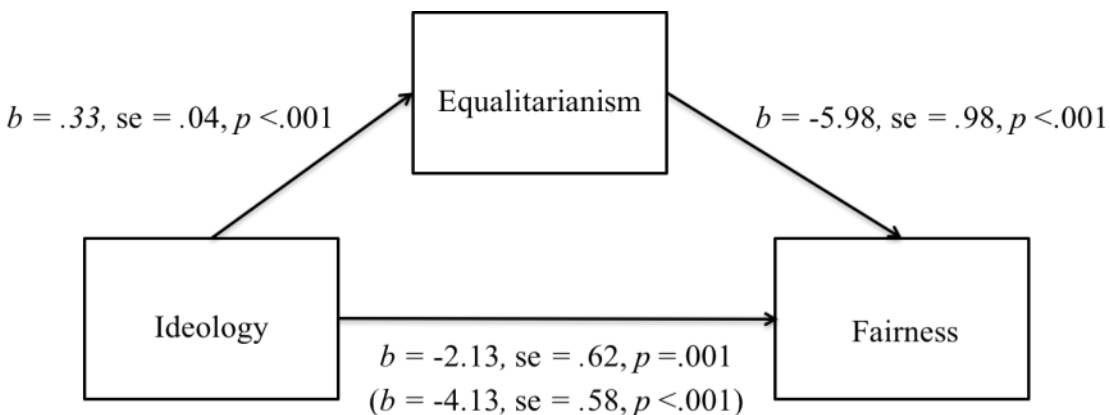 Equalitarianism
b = .33, se = .04, p <.001
b = -5.98, se = .98, p <.001
Ideology
Fairness
b = -2.13, se = .62, p =.001
(b = -4.13, se = .58, p <.001)